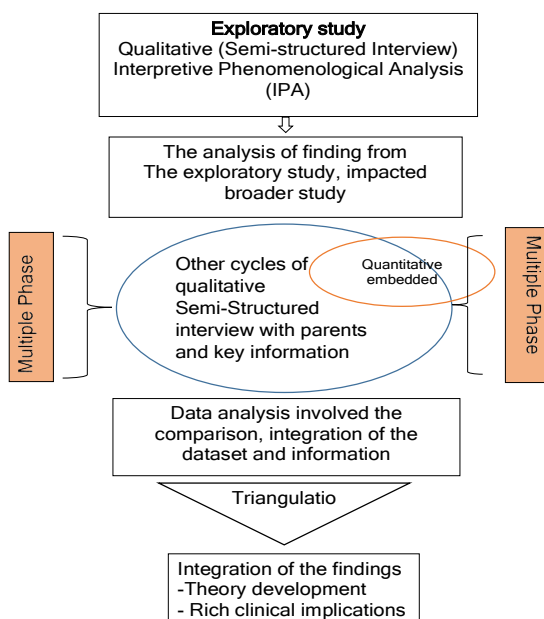 Exploratory study
Qualitative (Semi-structured Interview)
Interpretive Phenomenological Analysis
(IPA)
The analysis of finding from
The exploratory study, impacted
broader study
Multiple Phase
Other cycles of
qualitative
Semi-Structured
interview with parents
and key information
Quantitative
embedded
Multiple Phase
Data analysis involved the
comparison, integration of the
dataset and information
Triangulatio
Integration of the findings
-Theory development
- Rich clinical implications